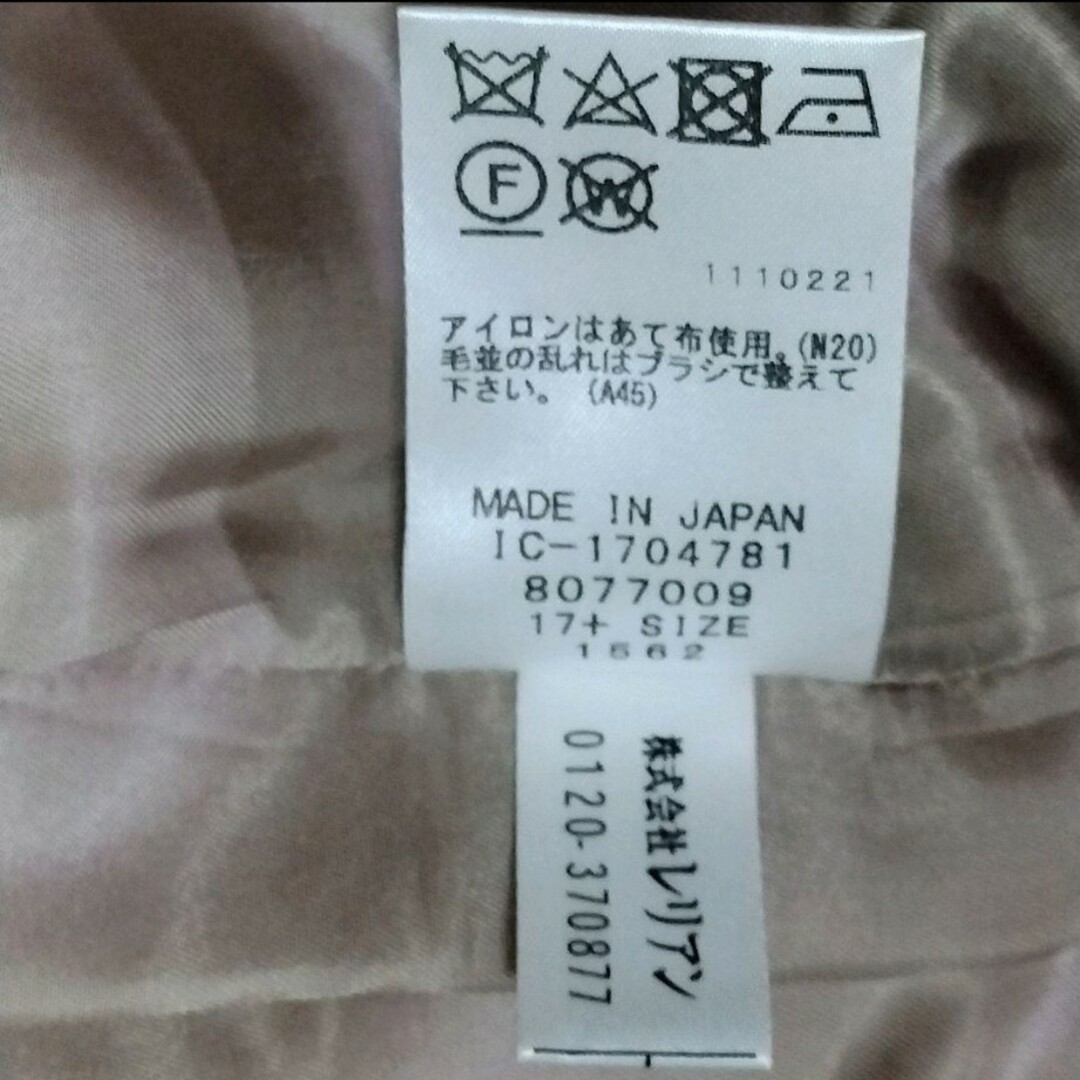 F W
1110221
アイロンはあて布使用。(N20)
毛並の乱れはブラシで整えて
下さい。 (A45)
MADE IN JAPAN
IC-1704781
8077009
17+ SIZE
1562
株式会社レリアン
0120-370877